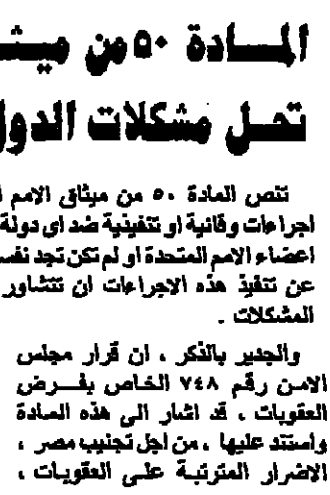 المادة ٥٠ من ميثـ
تحل مشكلات الدول
تنص المادة ٥٠ من ميثاق الامم ا
اجراءات وقائية او تنفيذية ضد اى دولة
اعضاء الامم المتحدة او لم تكن تجد نفسـ
عن تنفيذ هذه الاجراءات ان تتشاور
المشكلات .
والجدير بالذكر ، ان قرار مجلس
الامن رقم ٧٤٨ الخاص بفرض
العقوبات ، قد اشار الى هذه المادة
واستند عليها ، من اجل تجنيب مصر ،
الاضرار المترتبة على العقوبات ،